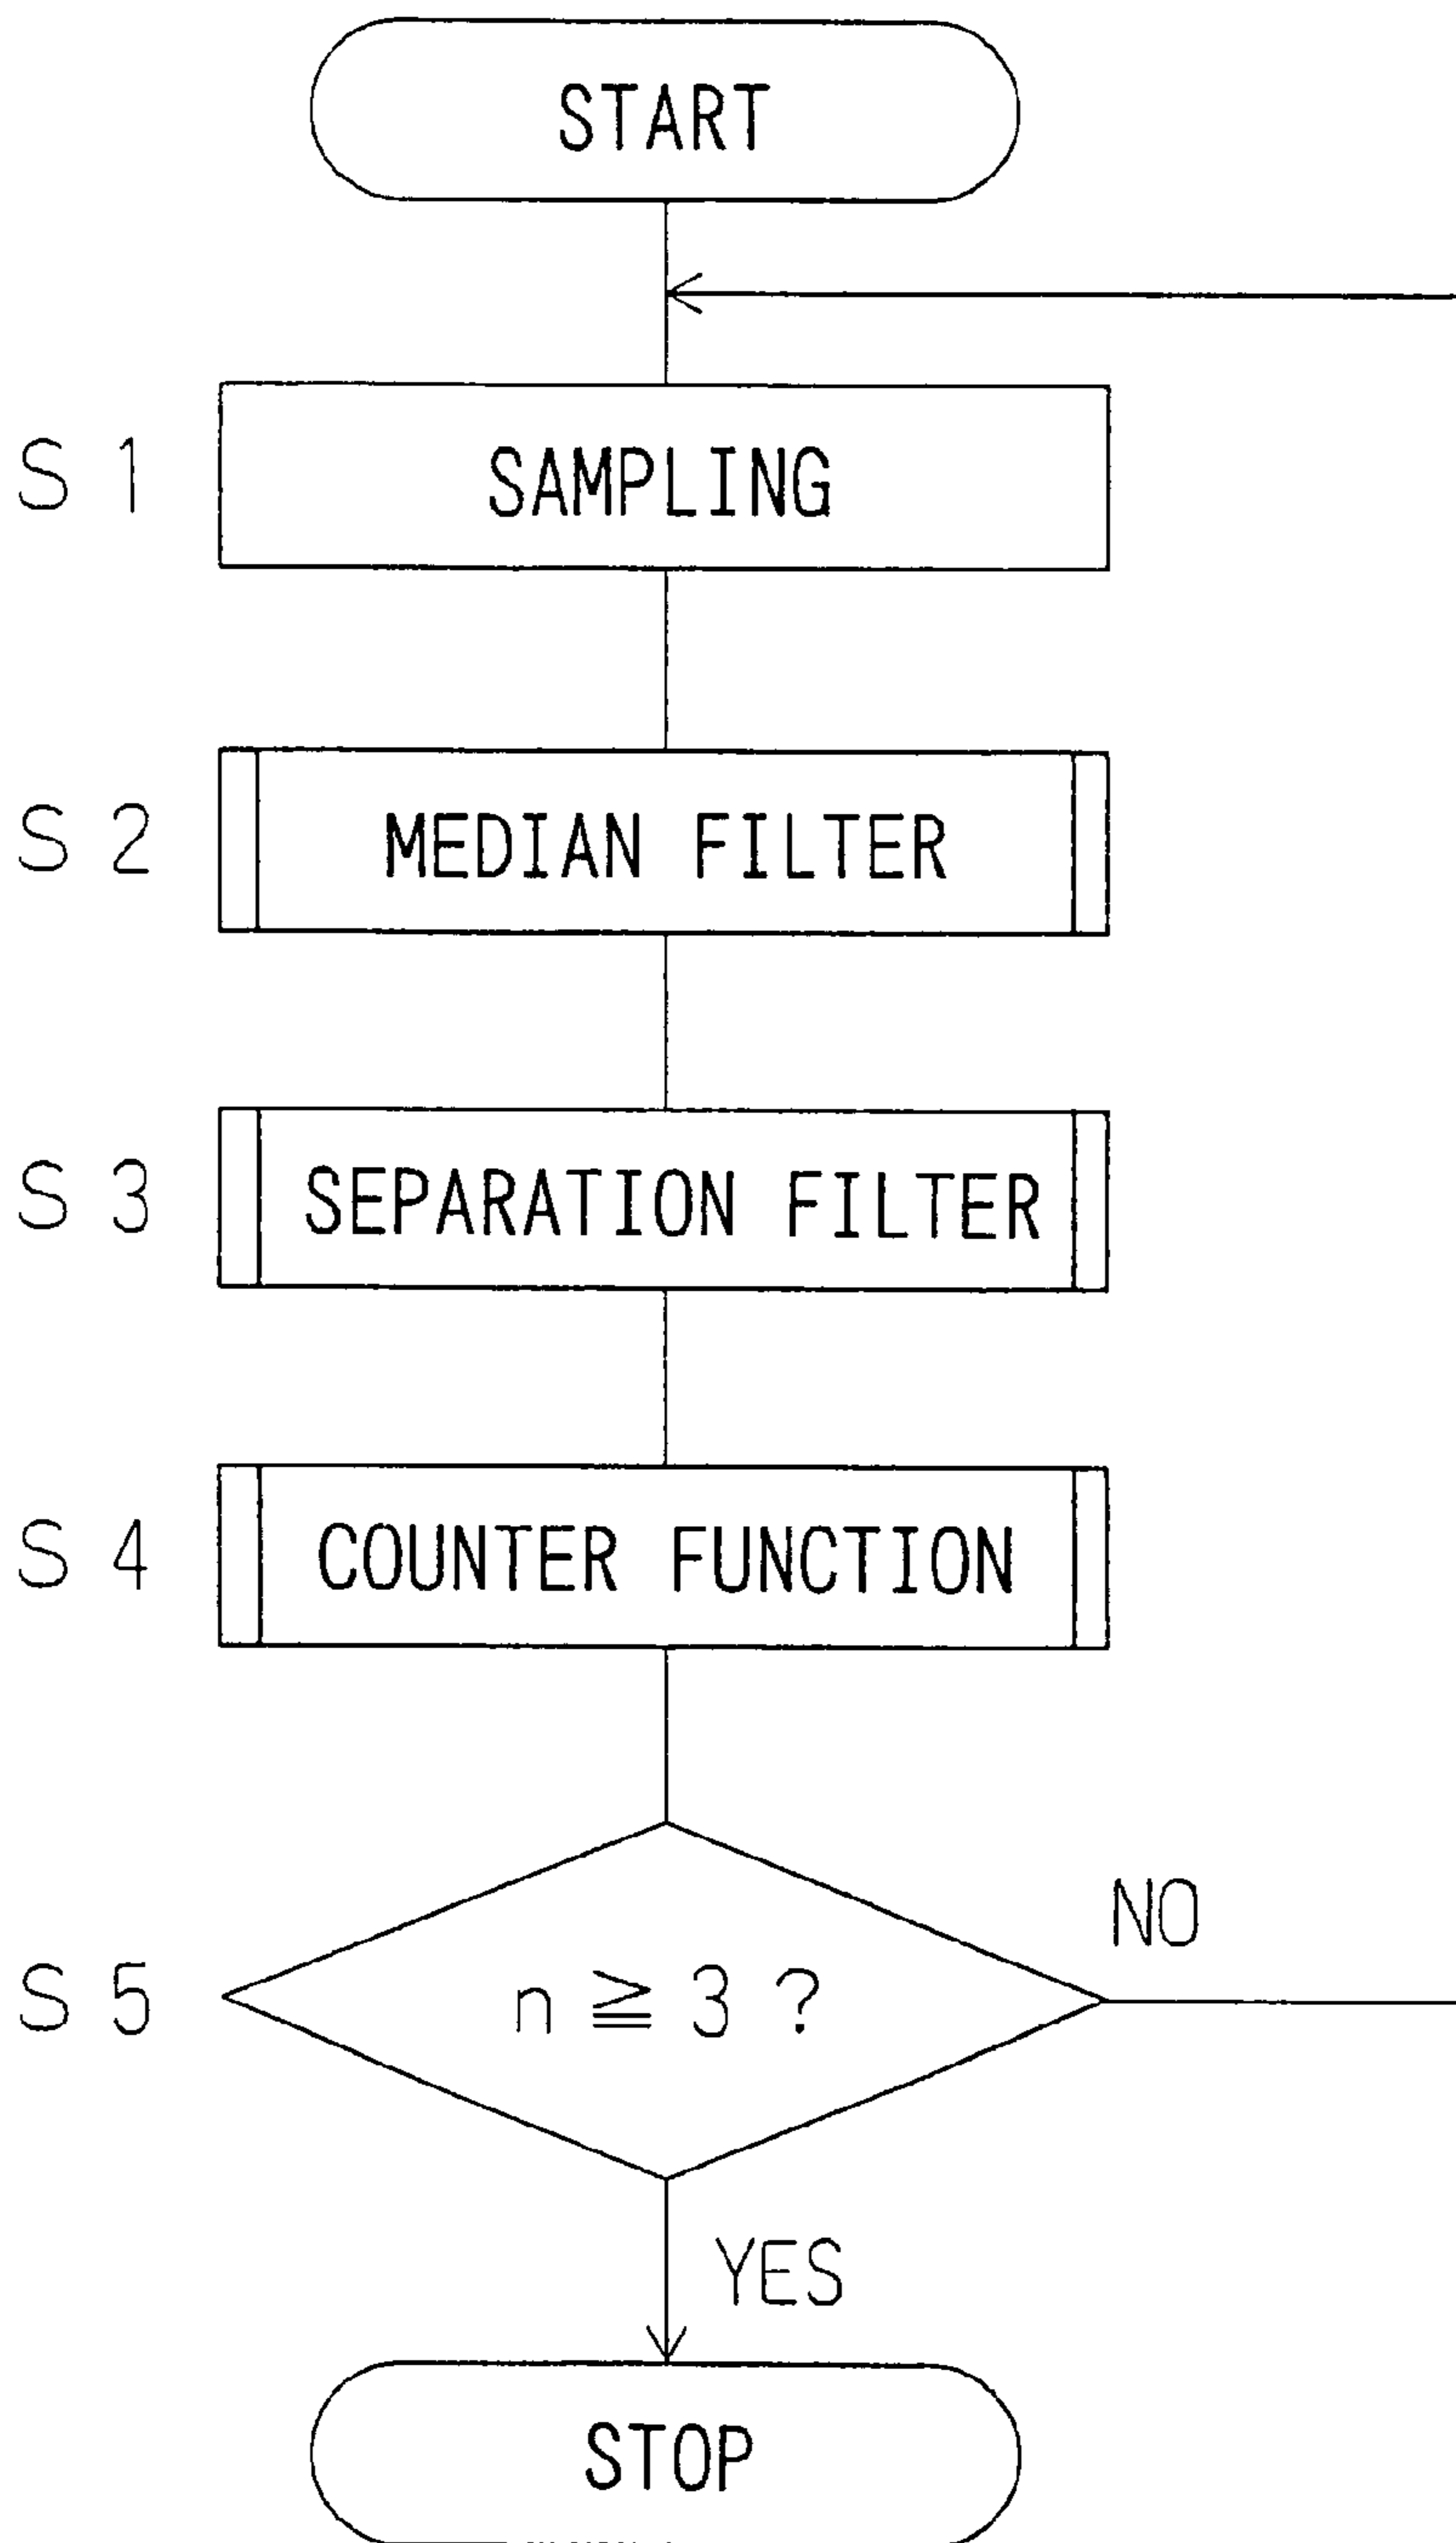 START
S 1 SAMPLING
S 2 MEDIAN FILTER
S 3 SEPARATION FILTER
S 4 COUNTER FUNCTION
NO
S 5 n ≧ 3 ?
YES
STOP